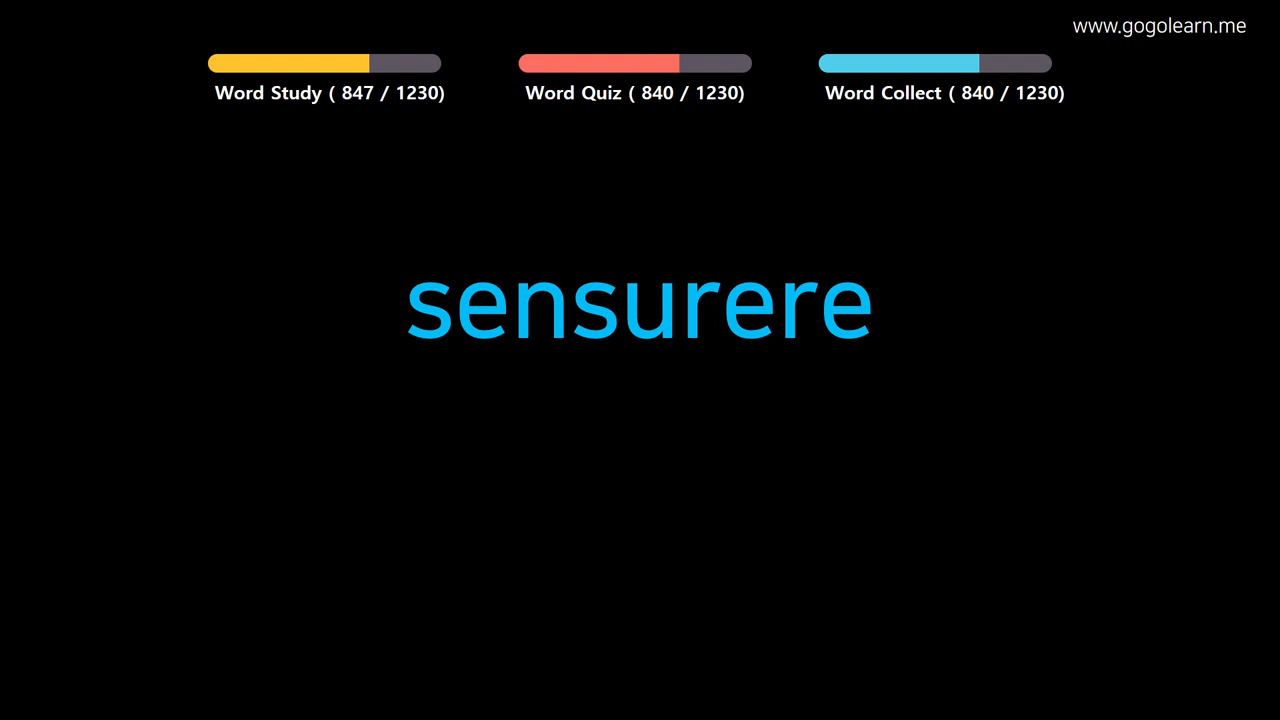 www.gogolearn.me
Word Study ( 847 / 1230)
Word Quiz ( 840 / 1230)
Word Collect ( 840 / 1230)
sensurere